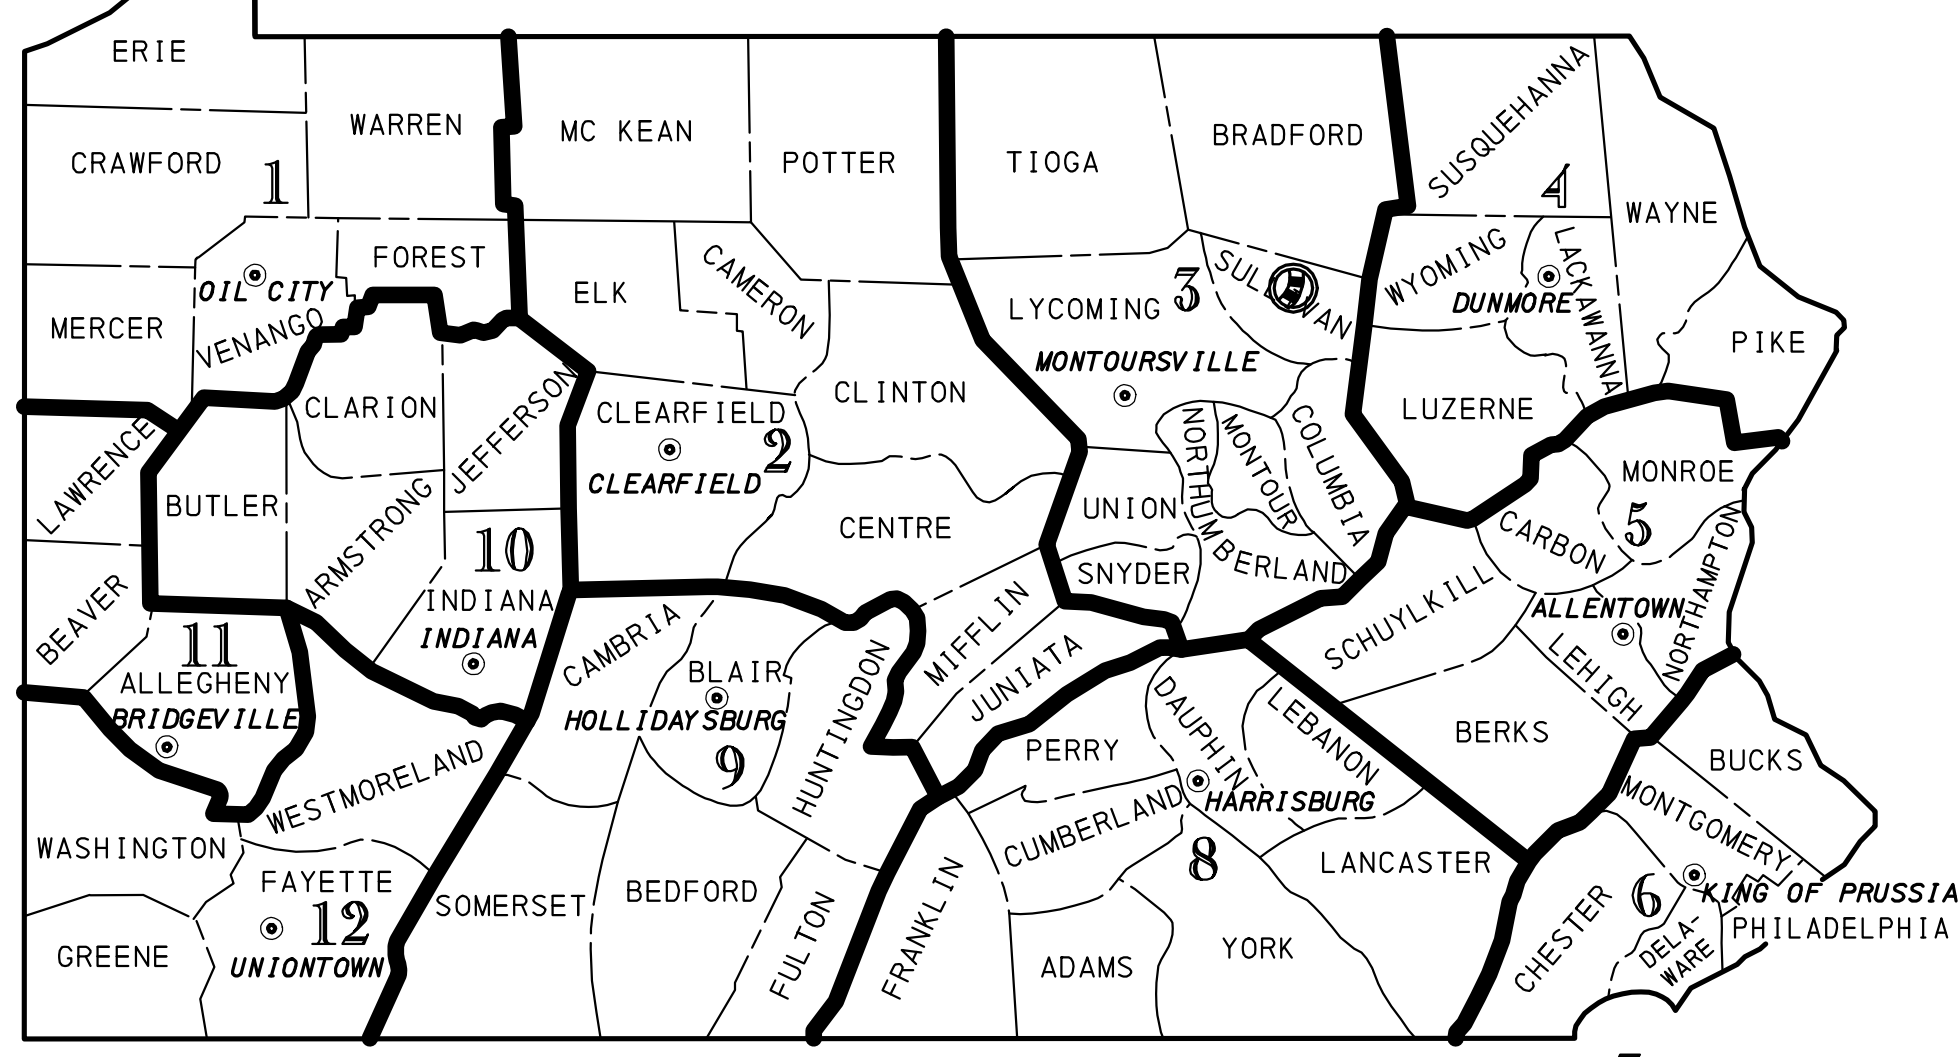 ERIE
WARREN
MC KEAN
POTTER
TIOGA
BRADFORD
SUSQUEHANNA
WAYNE
CRAWFORD
1
4
FOREST
ELK
CAMERON
WYOMING
LACKAWANNA
OIL CITY
VENANGO
MERCER
LYCOMING
3
DUNMORE
PIKE
MONTOURSVILLE
CLINTON
LUZERNE
CLARION
JEFFERSON
CLEARFIELD
2
CLEARFIELD
LAWRENCE
BUTLER
ARMSTRONG
CENTRE
UNION
NORTHUMBERLAND
MONTOUR
COLUMBIA
MONROE
CARBON
5
NORTHAMPTON
10
INDIANA
INDIANA
SNYDER
BEAVER
11
ALLEGHENY
BRIDGEVILLE
CAMBRIA
BLAIR
HOLLIDAYSBURG
9
HUNTINGDON
MIFFLIN
JUNIATA
SCHUYLKILL
ALLENTOWN
LEHIGH
DAUPHIN
LEBANON
BERKS
BUCKS
PERRY
HARRISBURG
CUMBERLAND
8
MONTGOMERY
WESTMORELAND
WASHINGTON
FAYETTE
12
UNIONTOWN
GREENE
SOMERSET
BEDFORD
FULTON
FRANKLIN
ADAMS
YORK
LANCASTER
CHESTER
6
KING OF PRUSSIA
PHILADELPHIA
DELA-
WARE